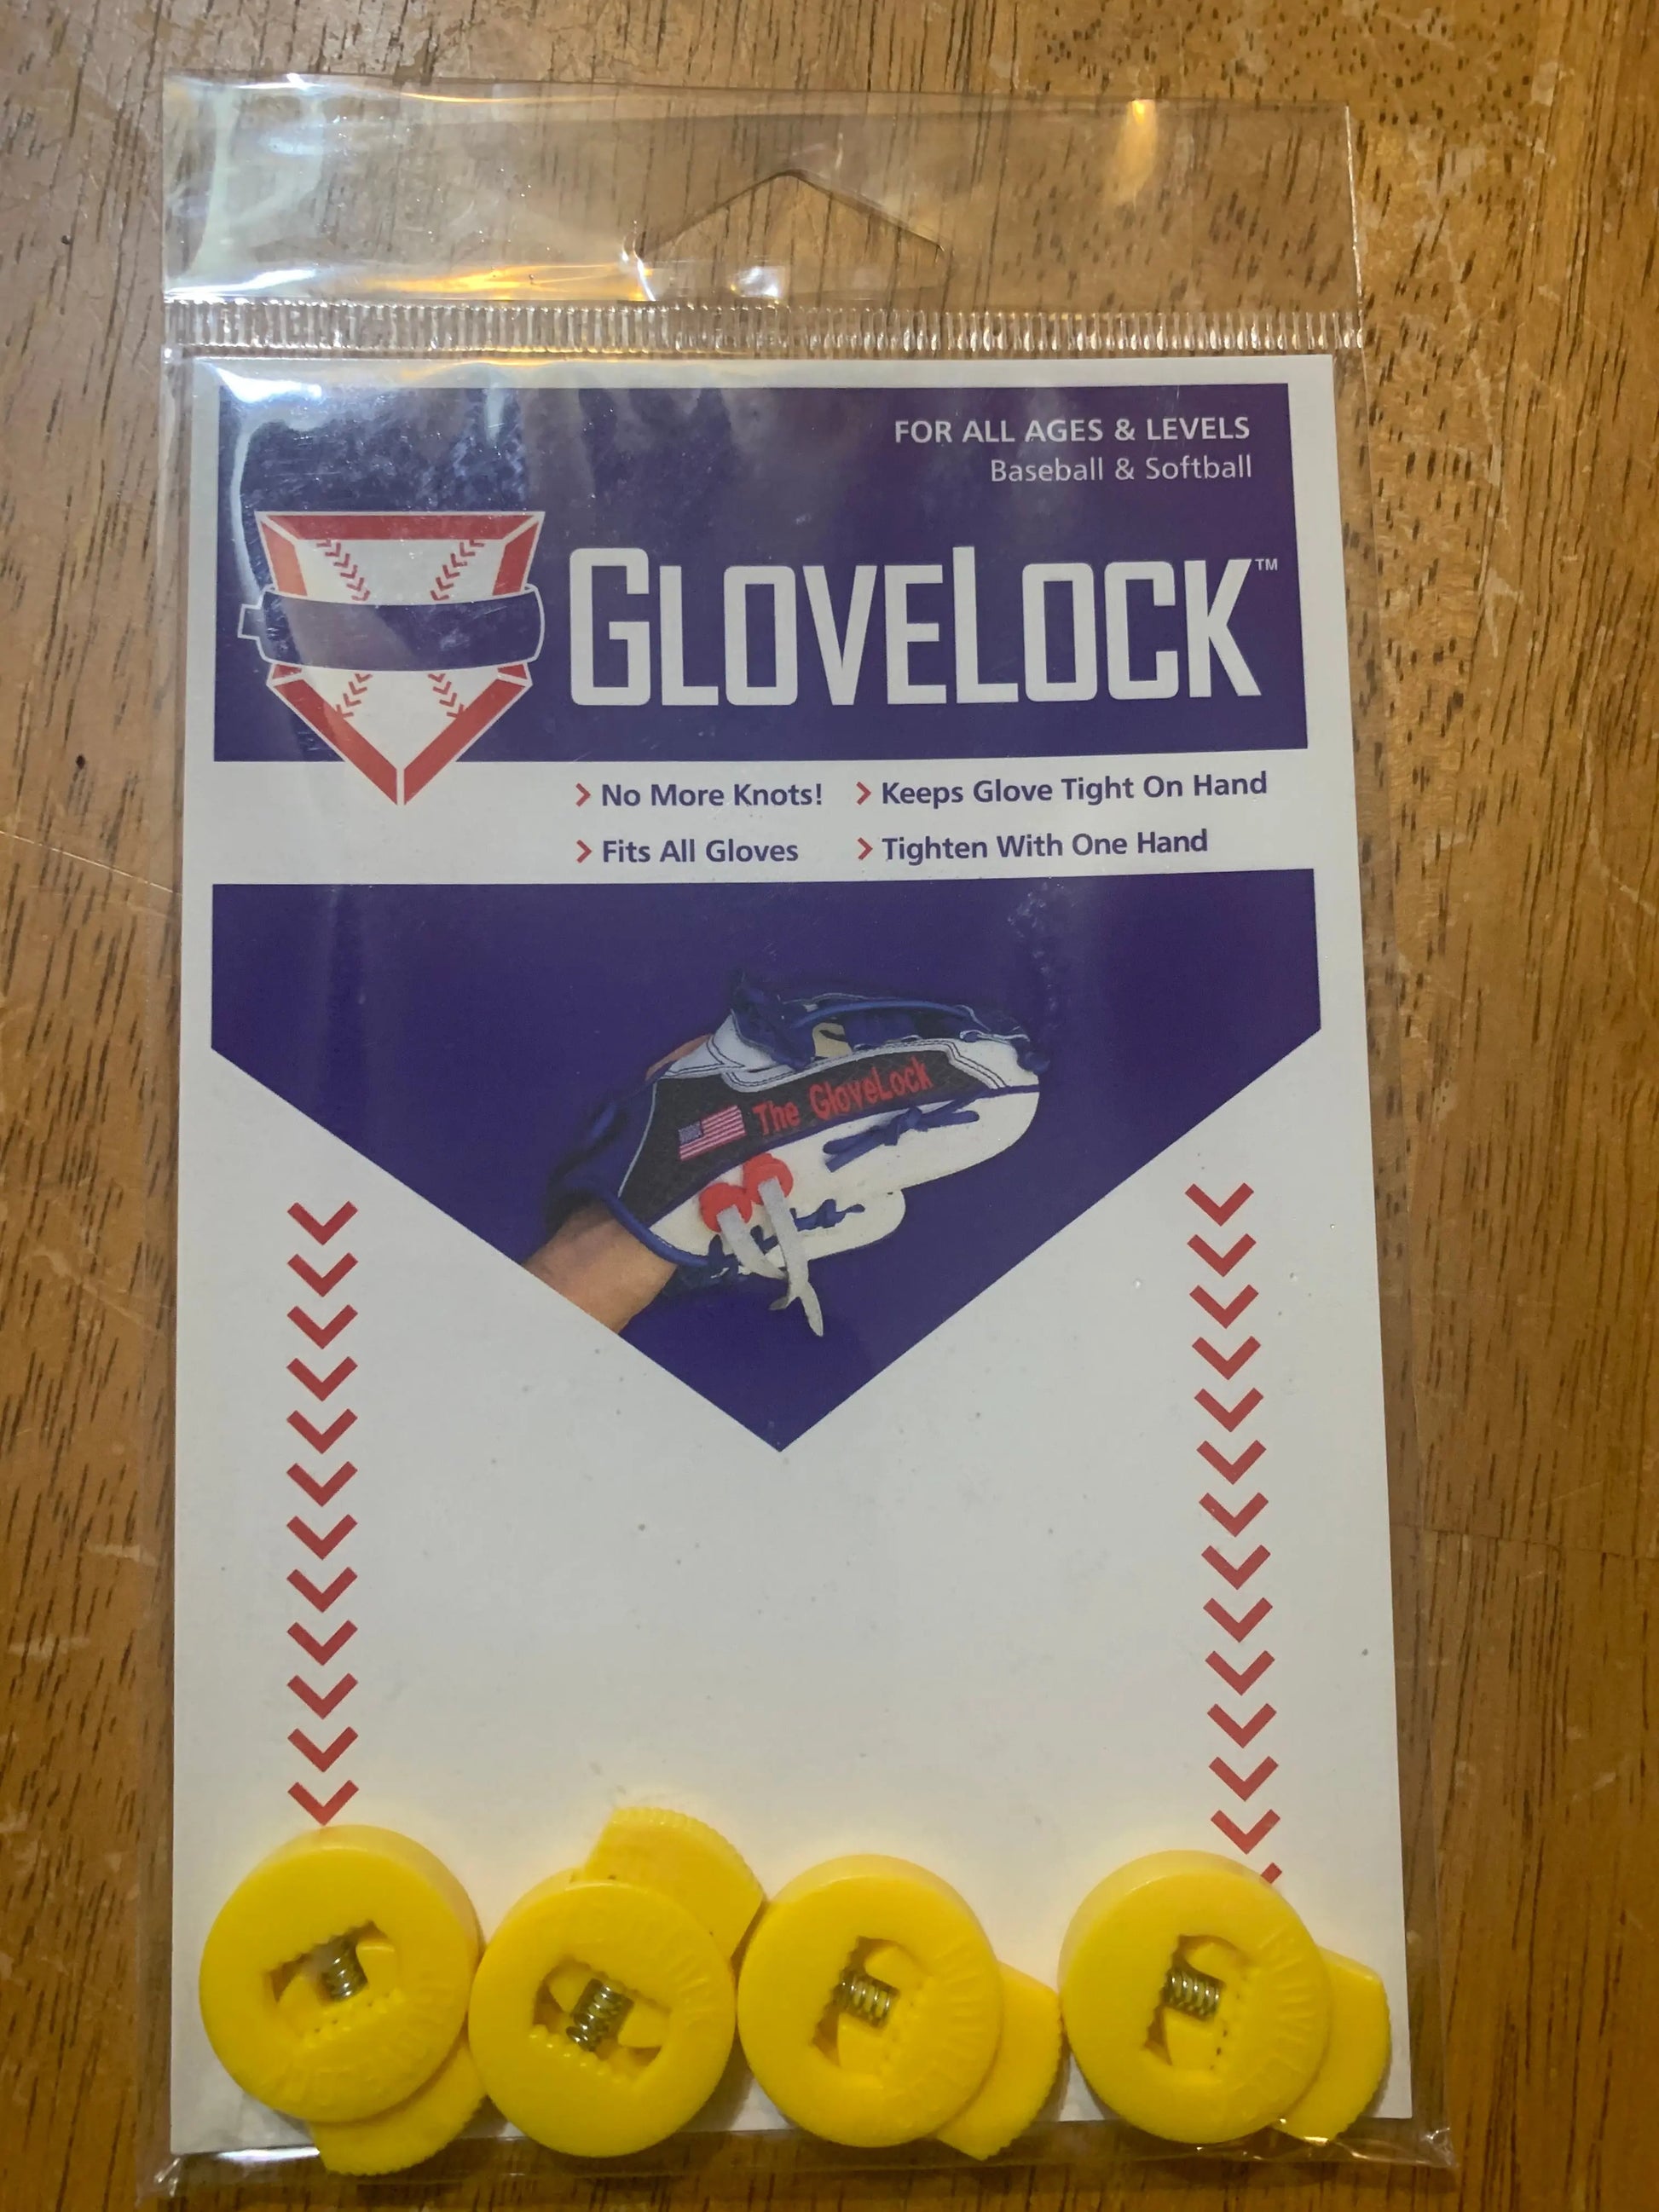 FOR ALL AGES & LEVELS
Baseball & Softball
GLOVELOCK™
> No More Knots! > Keeps Glove Tight On Hand
> Fits All Gloves > Tighten With One Hand
The GloveLock